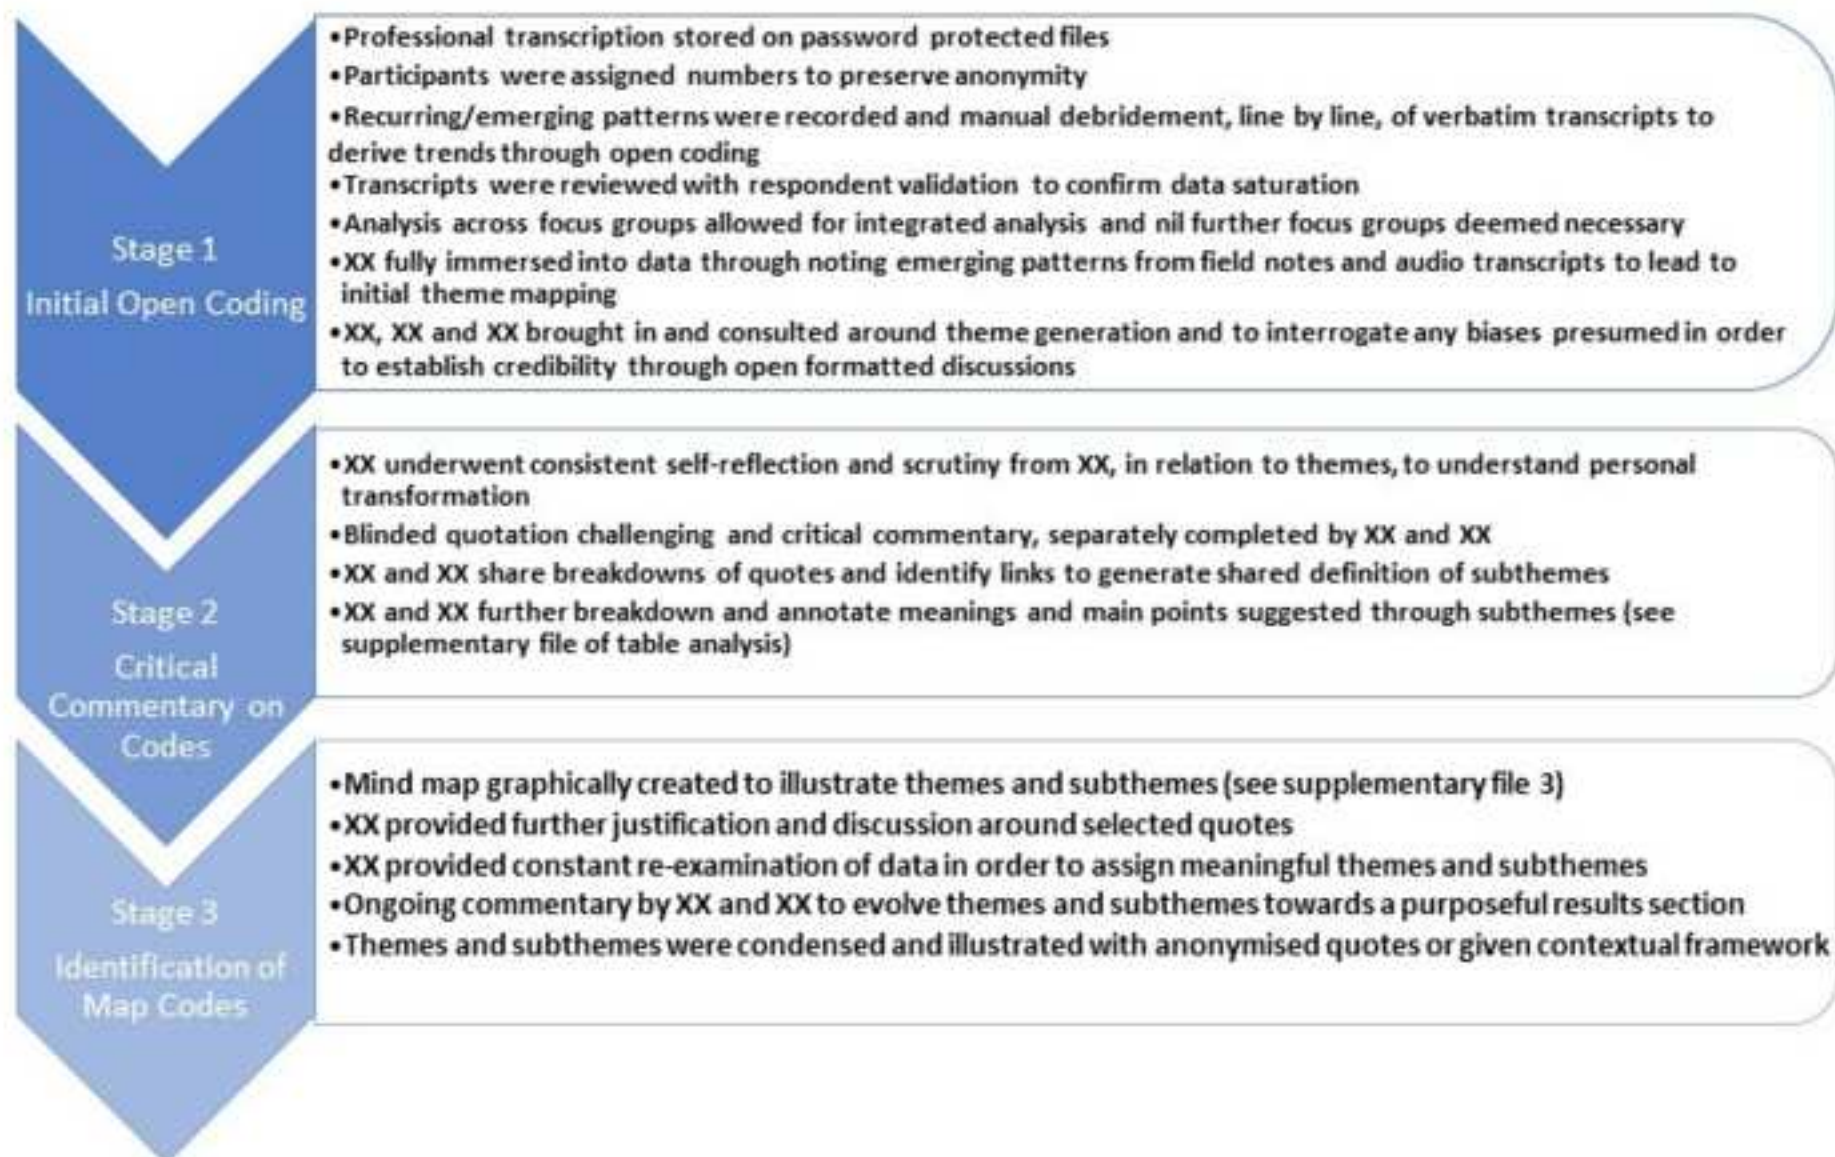 •Professional transcription stored on password protected files
•Participants were assigned numbers to preserve anonymity
•Recurring/emerging patterns were recorded and manual debridement, line by line, of verbatim transcripts to
derive trends through open coding
•Transcripts were reviewed with respondent validation to confirm data saturation
•Analysis across focus groups allowed for integrated analysis and nil further focus groups deemed necessary
•XX fully immersed into data through noting emerging patterns from field notes and audio transcripts to lead to
initial theme mapping
•XX, XX and XX brought in and consulted around theme generation and to interrogate any biases presumed in order
to establish credibility through open formatted discussions
Stage 1
Initial Open Coding
•XX underwent consistent self-reflection and scrutiny from XX, in relation to themes, to understand personal
transformation
•Blinded quotation challenging and critical commentary, separately completed by XX and XX
•XX and XX share breakdowns of quotes and identify links to generate shared definition of subthemes
•XX and XX further breakdown and annotate meanings and main points suggested through subthemes (see
supplementary file of table analysis)
Stage 2
Critical
Commentary on
Codes
•Mind map graphically created to illustrate themes and subthemes (see supplementary file 3)
•XX provided further justification and discussion around selected quotes
•XX provided constant re-examination of data in order to assign meaningful themes and subthemes
•Ongoing commentary by XX and XX to evolve themes and subthemes towards a purposeful results section
•Themes and subthemes were condensed and illustrated with anonymised quotes or given contextual framework
Stage 3
Identification of
Map Codes